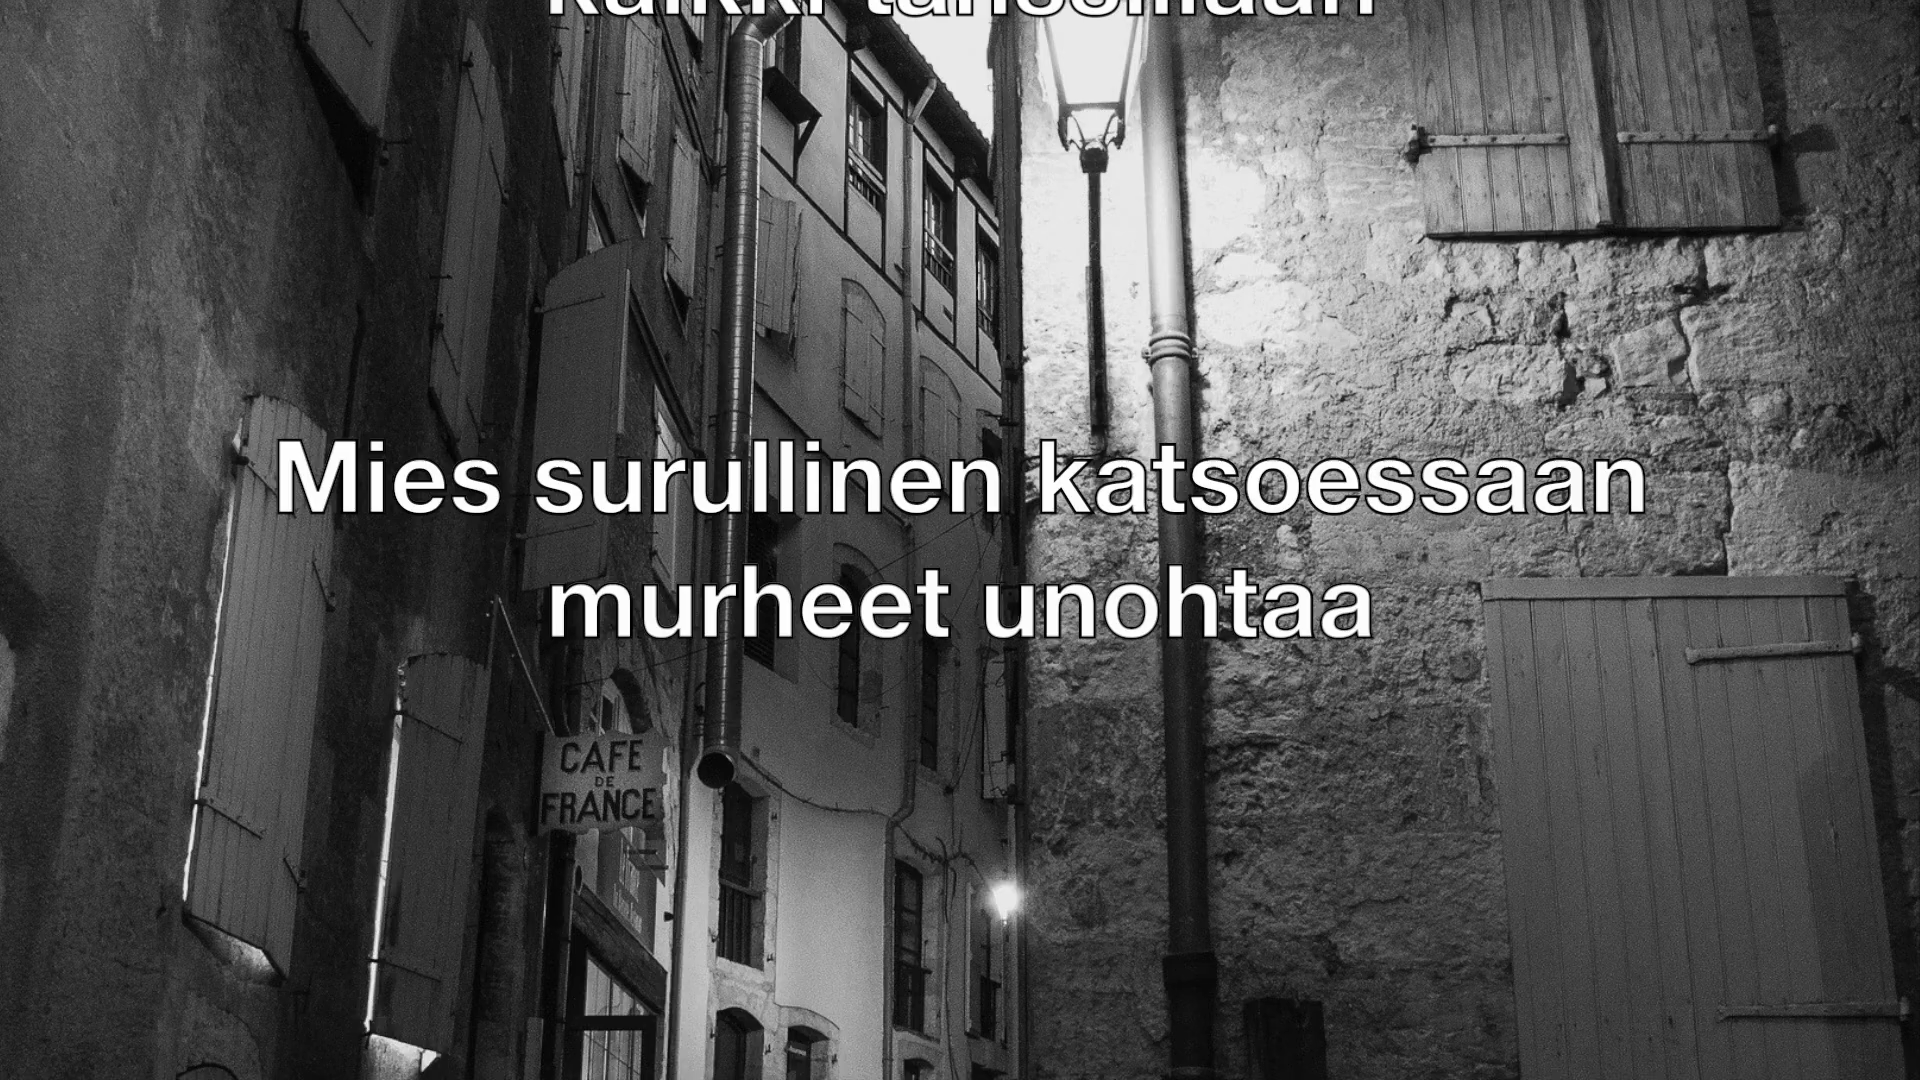 Mies surullinen katsoessaan
murheet unohtaa
CAFE
DE
FRANCE